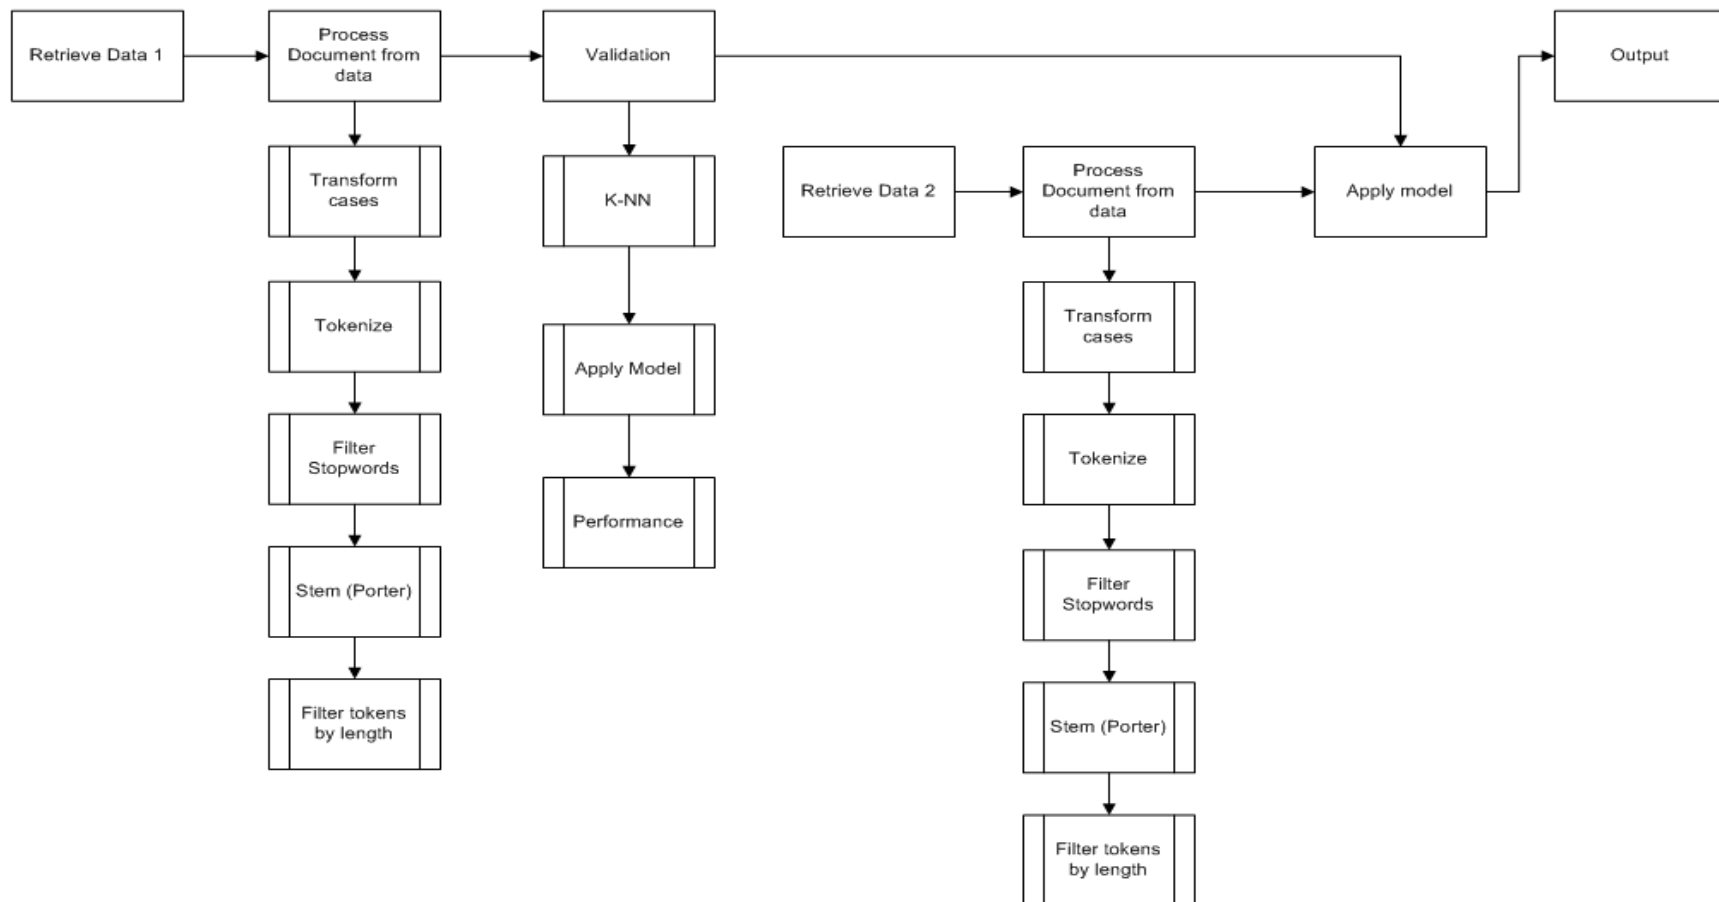 Retrieve Data 1
Process
Document from
data
Validation
Output
Transform
cases
K-NN
Retrieve Data 2
Process
Document from
data
Apply model
Tokenize
Apply Model
Transform
cases
Filter
Stopwords
Tokenize
Performance
Stem (Porter)
Filter
Stopwords
Filter tokens
by length
Stem (Porter)
Filter tokens
by length